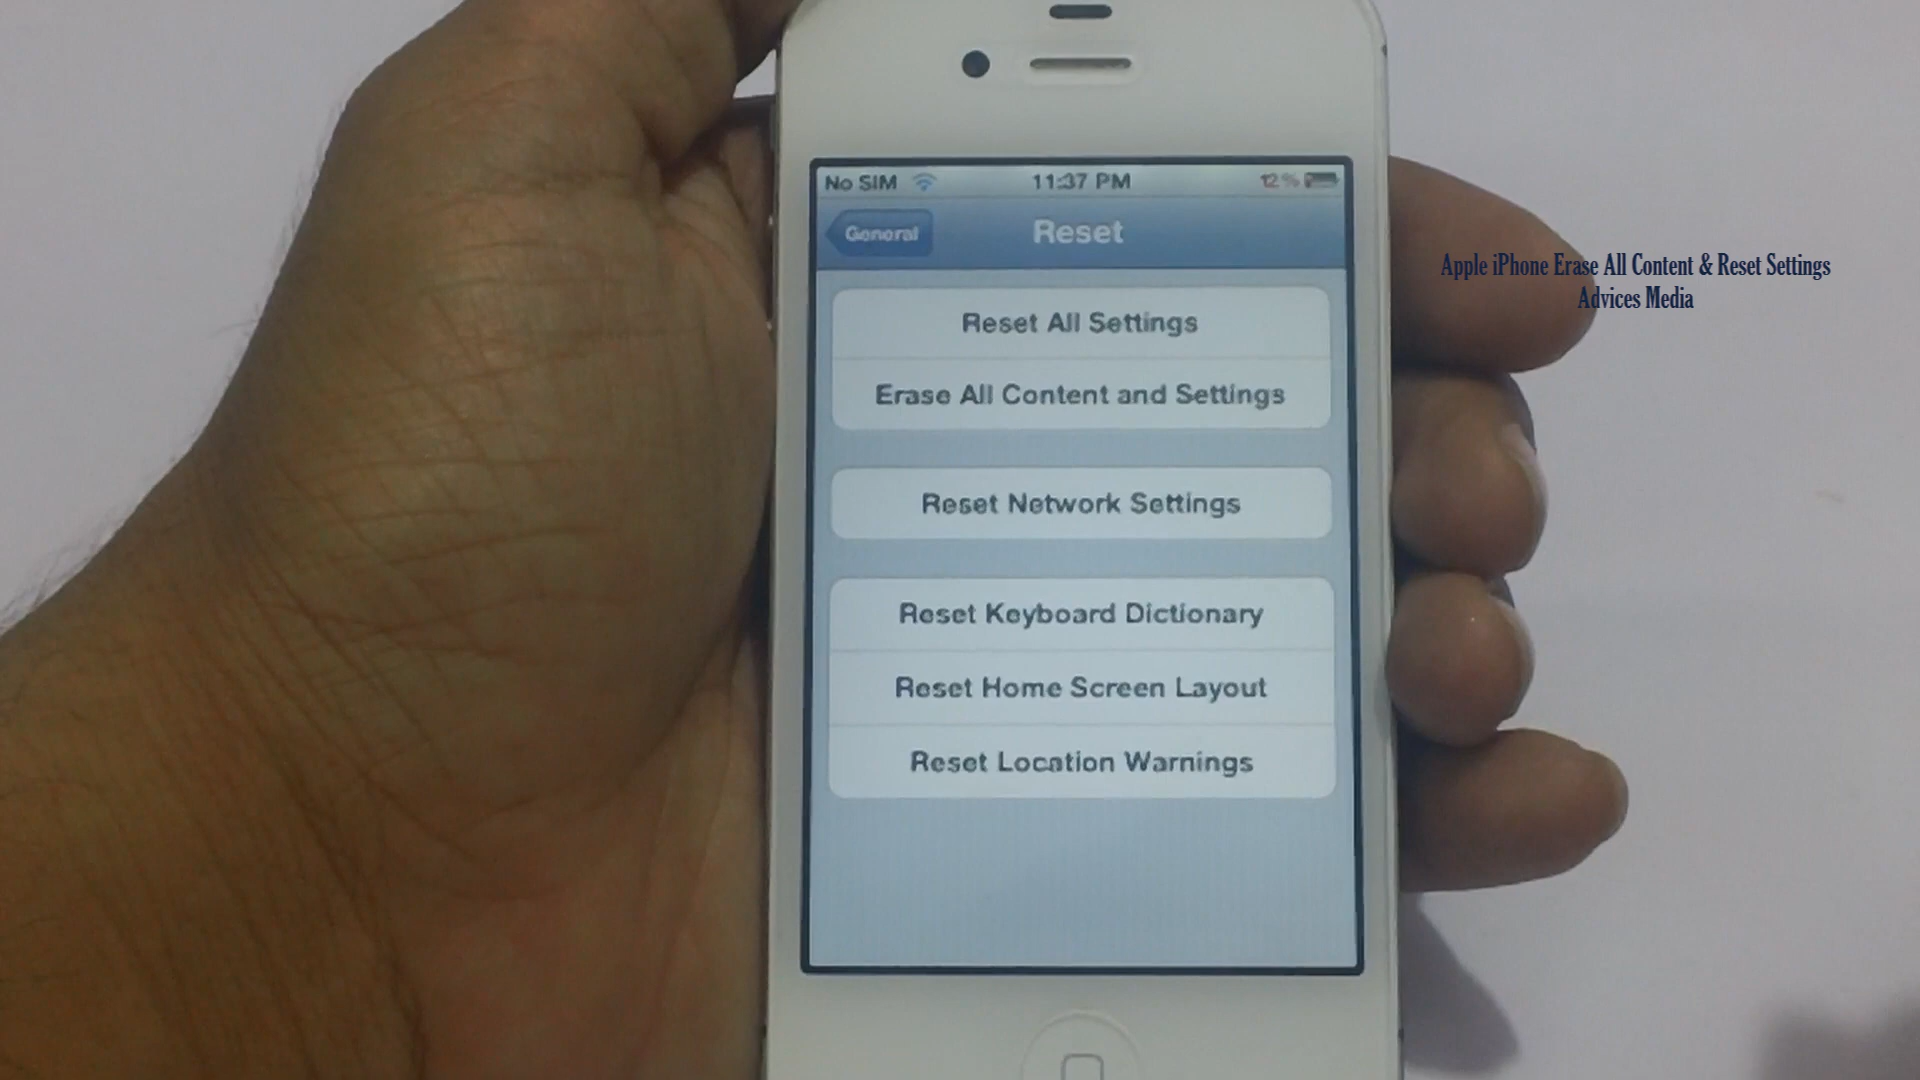 No SIM 11:37 PM 12%
General Reset
Reset All Settings
Erase All Content and Settings
Reset Network Settings
Reset Keyboard Dictionary
Reset Home Screen Layout
Reset Location Warnings
Apple iPhone Erase All Content & Reset Settings
Advices Media